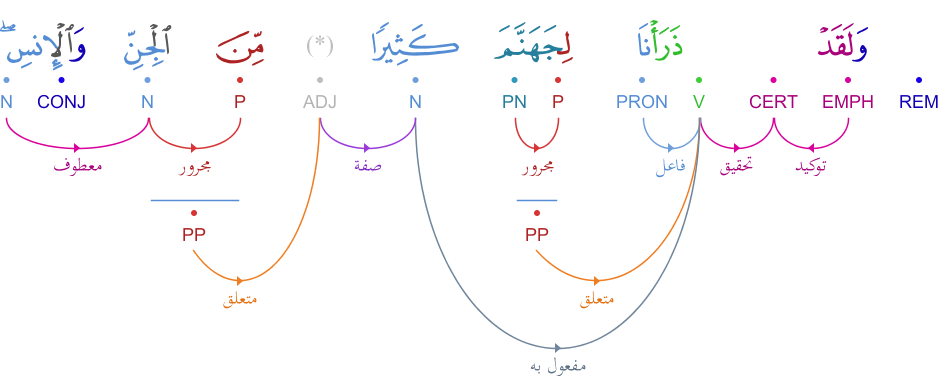 وَلَقَدْ ذَرَأْنَا لِجَهَنَّمَ كَثِيرًا (*) مِّنَ ٱلْجِنِّ وَٱلْإِنسِ ۖ
REM EMPH CERT V PRON P PN N ADJ P N CONJ N
توكيد تحقيق فاعل مجرور صفة مجرور معطوف
PP PP
متعلق متعلق
مفعول به